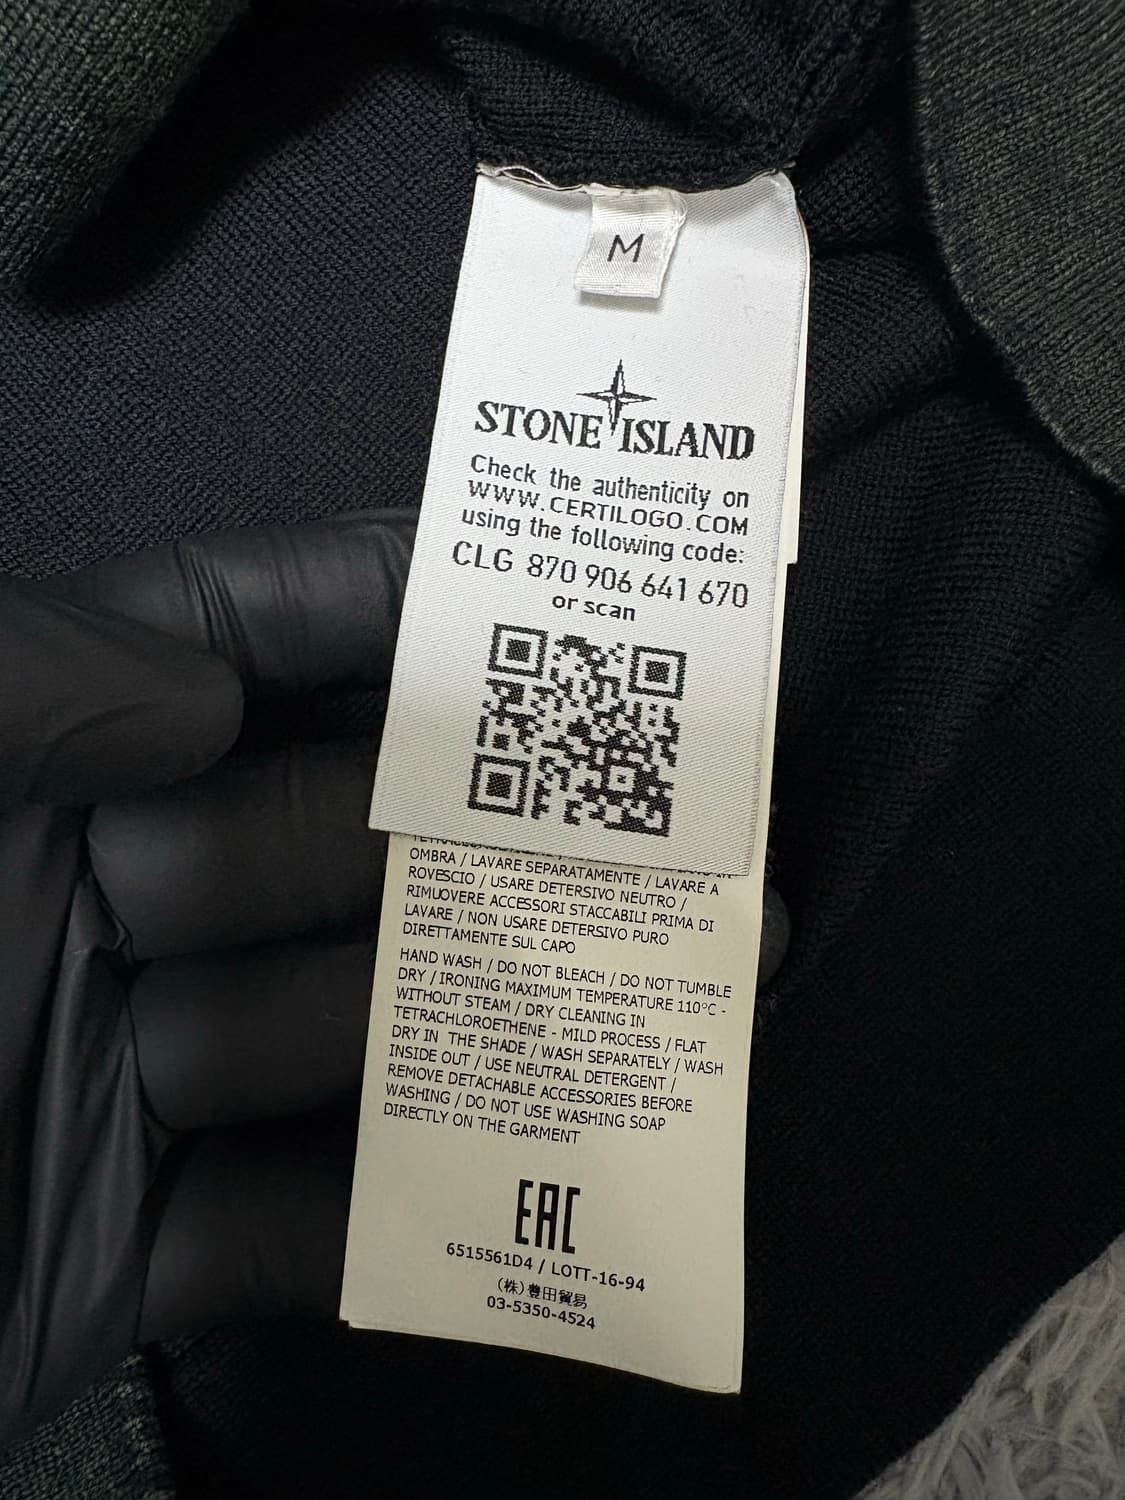 M
STONE ISLAND
Check the authenticity on
WWW.CERTILOGO.COM
using the following code:
CLG 870 906 641 670
or scan
OMBRA / LAVARE SEPARATAMENTE / LAVARE A
ROVESCIO / USARE DETERSIVO NEUTRO /
RIMUOVERE ACCESSORI STACCABILI PRIMA DI
LAVARE / NON USARE DETERSIVO PURO
DIRETTAMENTE SUL CAPO
HAND WASH / DO NOT BLEACH / DO NOT TUMBLE
DRY / IRONING MAXIMUM TEMPERATURE 110°C -
WITHOUT STEAM / DRY CLEANING IN
TETRACHLOROETHENE - MILD PROCESS / FLAT
DRY IN THE SHADE / WASH SEPARATELY / WASH
INSIDE OUT / USE NEUTRAL DETERGENT /
REMOVE DETACHABLE ACCESSORIES BEFORE
WASHING / DO NOT USE WASHING SOAP
DIRECTLY ON THE GARMENT
EAC
6515561D4 / LOTT-16-94
(株)豊田貿易
03-5350-4524